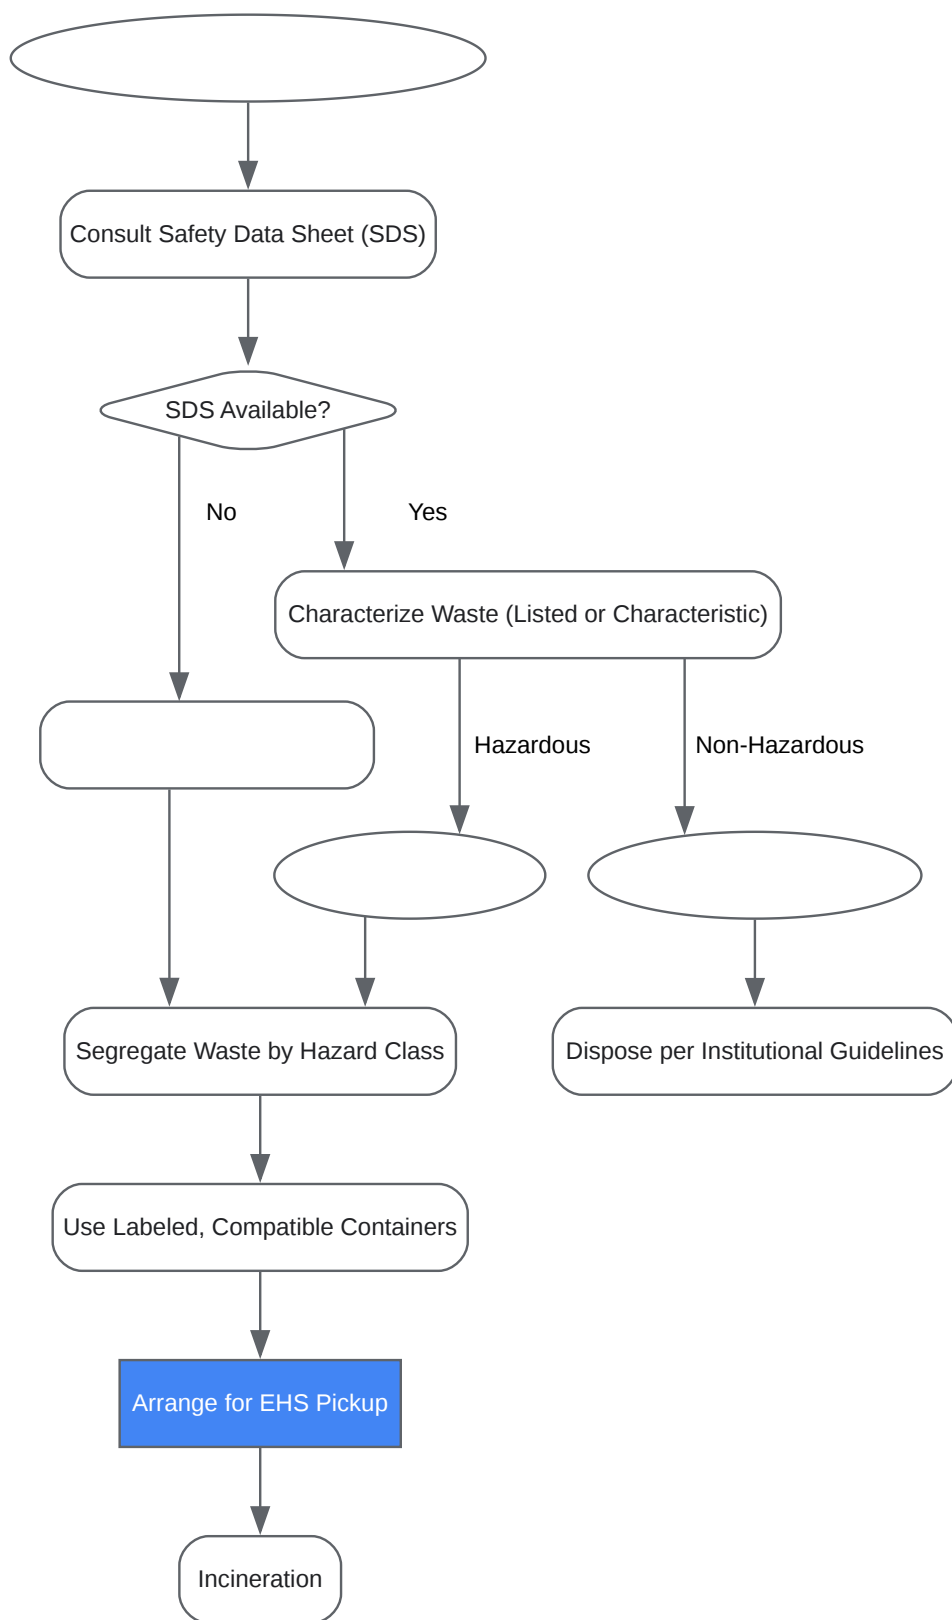 Consult Safety Data Sheet (SDS)
SDS Available?
No
Yes
Characterize Waste (Listed or Characteristic)
Hazardous
Non-Hazardous
Segregate Waste by Hazard Class
Dispose per Institutional Guidelines
Use Labeled, Compatible Containers
Arrange for EHS Pickup
Incineration